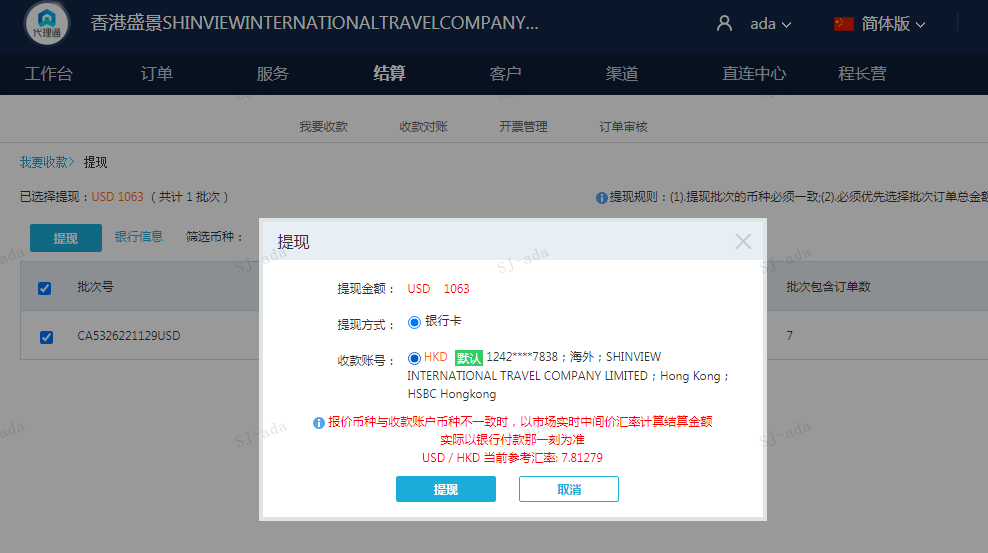 代理通
香港盛景SHINVIEWINTERNATIONALTRAVELCOMPANY...
ada
简体版
工作台 订单 服务 结算 客户 渠道 直连中心 程长营
我要收款 收款对账 开票管理 订单审核
我要收款> 提现
已选择提现：USD 1063 （共计 1 批次）
提现规则：(1).提现批次的币种必须一致;(2).必须优先选择批次订单总金额
提现 银行信息 筛选币种：
批次号 批次包含订单数
CA5326221129USD 7
提现
提现金额： USD 1063
提现方式： 银行卡
收款账号： HKD 默认 1242****7838；海外；SHINVIEW
INTERNATIONAL TRAVEL COMPANY LIMITED；Hong Kong；
HSBC Hongkong
报价币种与收款账户币种不一致时，以市场实时中间价汇率计算结算金额
实际以银行付款那一刻为准
USD / HKD 当前参考汇率: 7.81279
提现 取消
SJ-ada
SJ-ada
SJ-ada
SJ-ada
SJ-ada